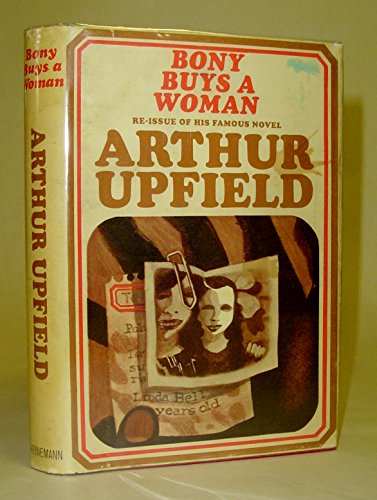 Bony
Buys a
Woman
ARTHUR UPFIELD
HEINEMANN
BONY
BUYS A
WOMAN
RE-ISSUE OF HIS FAMOUS NOVEL
ARTHUR
UPFIELD
Linda Bell
years old